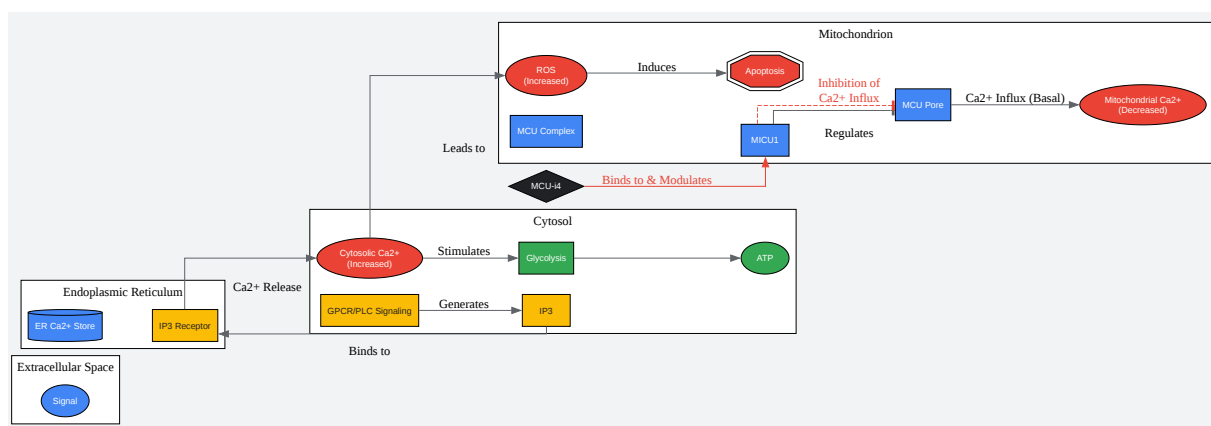 Mitochondrion
ROS
(Increased)
Induces
Apoptosis
Inhibition of
Ca2+ Influx
MCU Pore
Ca2+ Influx (Basal)
Mitochondrial Ca2+
(Decreased)
MCU Complex
MICU1
Regulates
Leads to
MCU-i4
Binds to & Modulates
Cytosol
Cytosolic Ca2+
(Increased)
Stimulates
Glycolysis
ATP
Ca2+ Release
Endoplasmic Reticulum
ER Ca2+ Store
IP3 Receptor
GPCR/PLC Signaling
Generates
IP3
Binds to
Extracellular Space
Signal